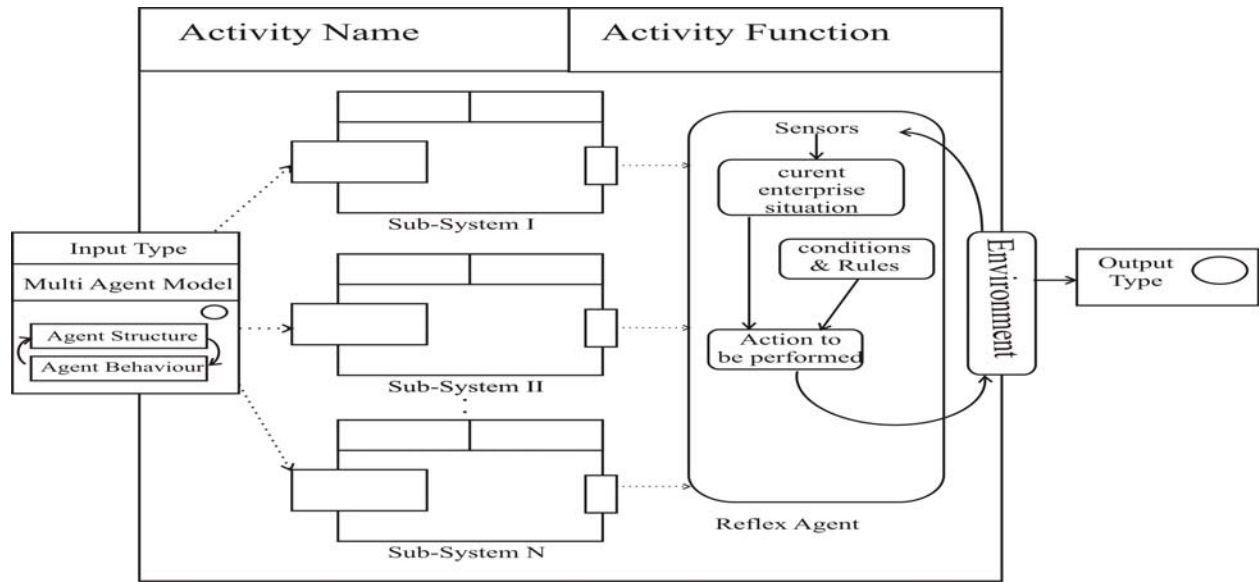 Activity Name
Activity Function
Input Type
Multi Agent Model
Agent Structure
Agent Behaviour
Sub-System I
Sub-System II
Sub-System N
Sensors
curent
enterprise
situation
conditions
& Rules
Action to
be performed
Reflex Agent
Environment
Output
Type